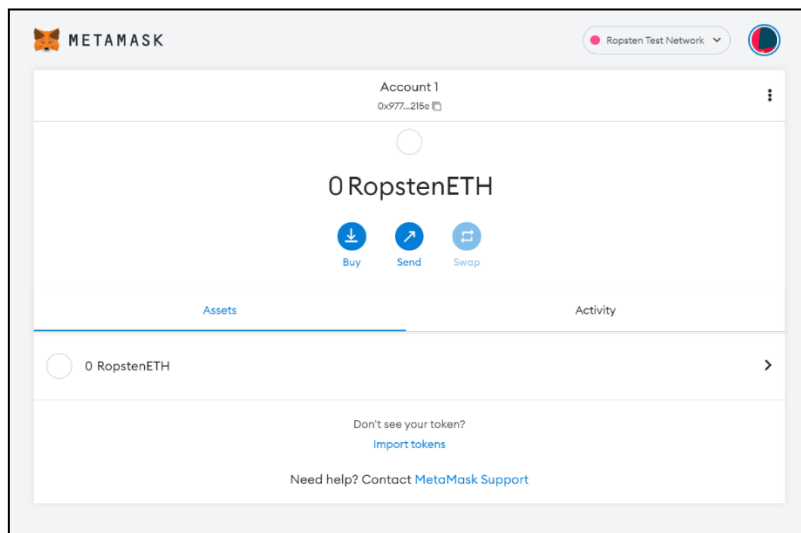 METAMASK
Ropsten Test Network
Account 1
0x977...215e
0 RopstenETH
Buy Send Swap
Assets Activity
0 RopstenETH
Don't see your token?
Import tokens
Need help? Contact MetaMask Support